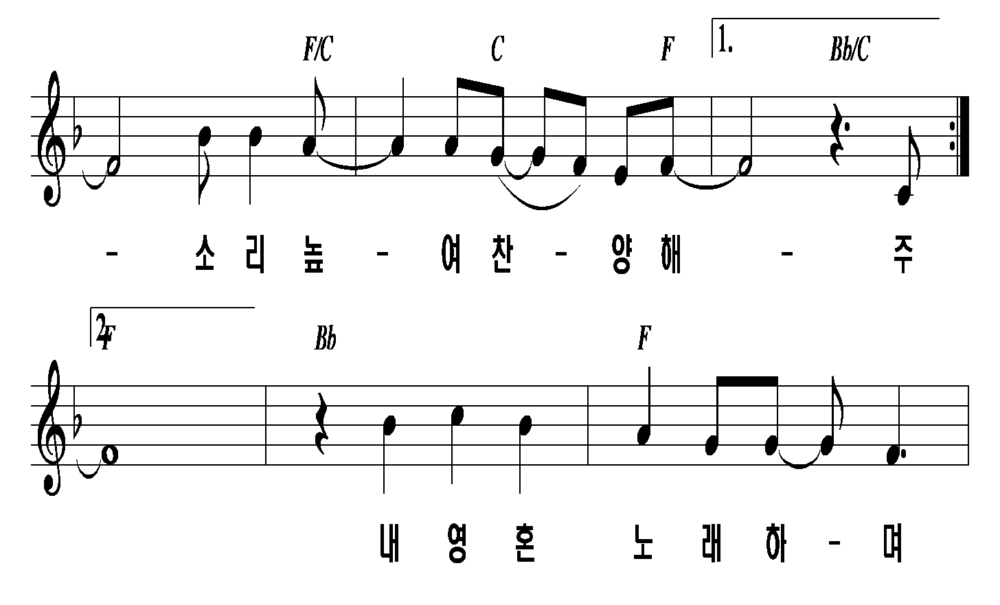 F/C C F 1. Bb/C
- 소 리 높 - 여 찬 - 양 해 - 주
2. F Bb F
내 영 혼 노 래 하 - 며